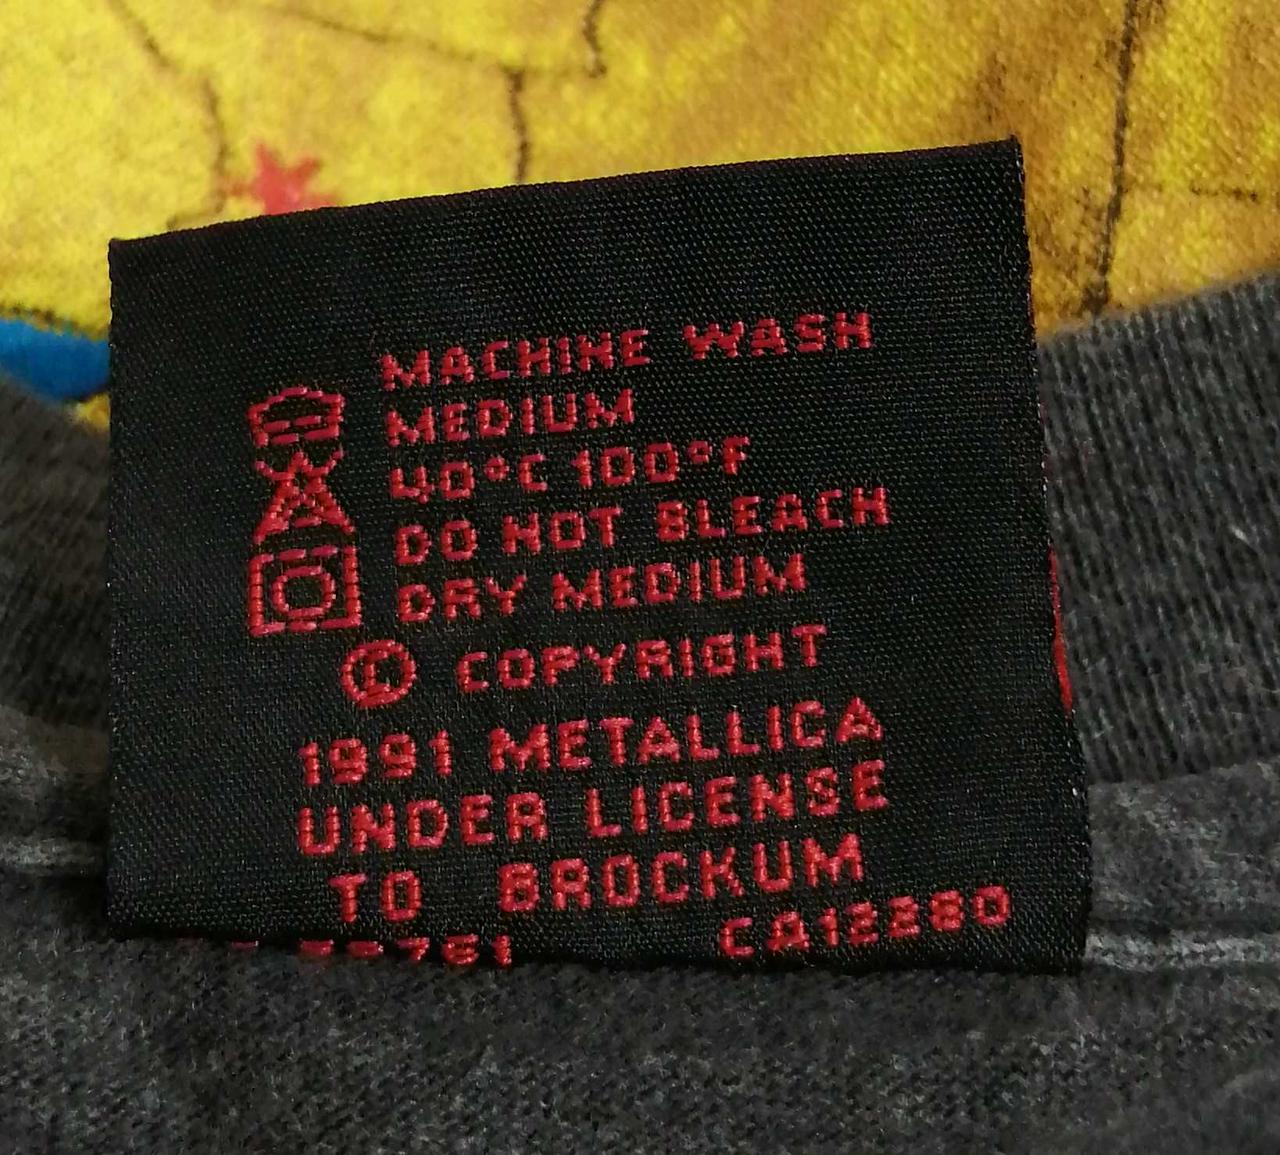 MACHINE WASH
MEDIUM
40°C 100°F
DO NOT BLEACH
DRY MEDIUM
© COPYRIGHT
1991 METALLICA
UNDER LICENSE
TO BROCKUM
CA12280